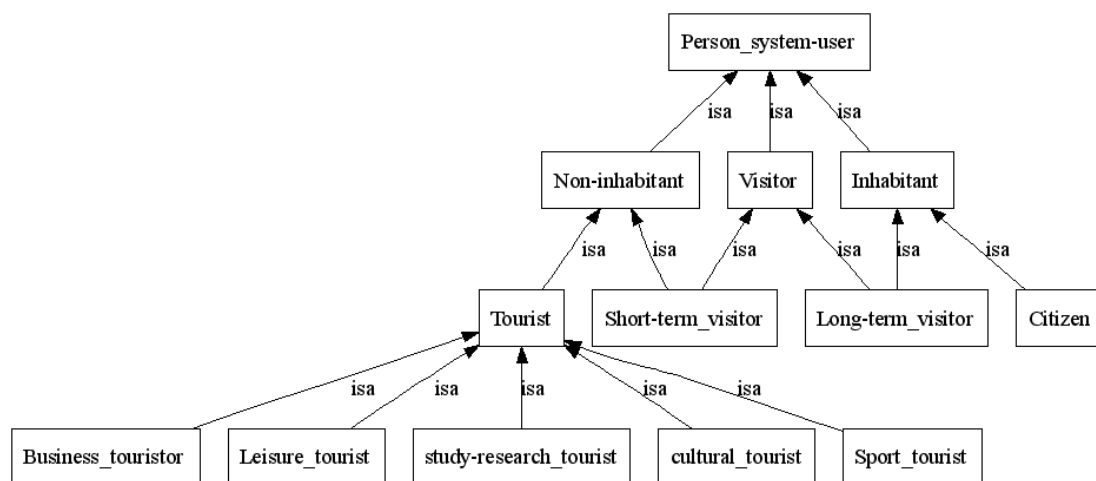 Person_system-user
isa
isa
isa
Non-inhabitant
Visitor
Inhabitant
isa
isa
isa
isa
isa
isa
Tourist
Short-term_visitor
Long-term_visitor
Citizen
isa
isa
isa
isa
isa
Business_touristor
Leisure_tourist
study-research_tourist
cultural_tourist
Sport_tourist